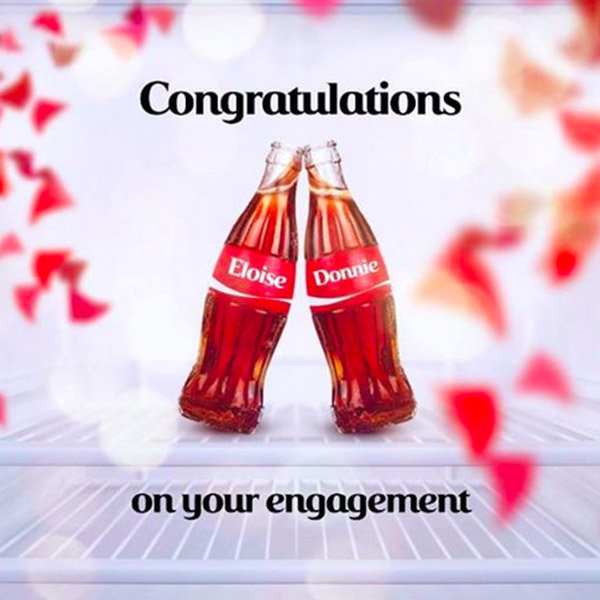 Congratulations
Eloise
Donnie
on your engagement